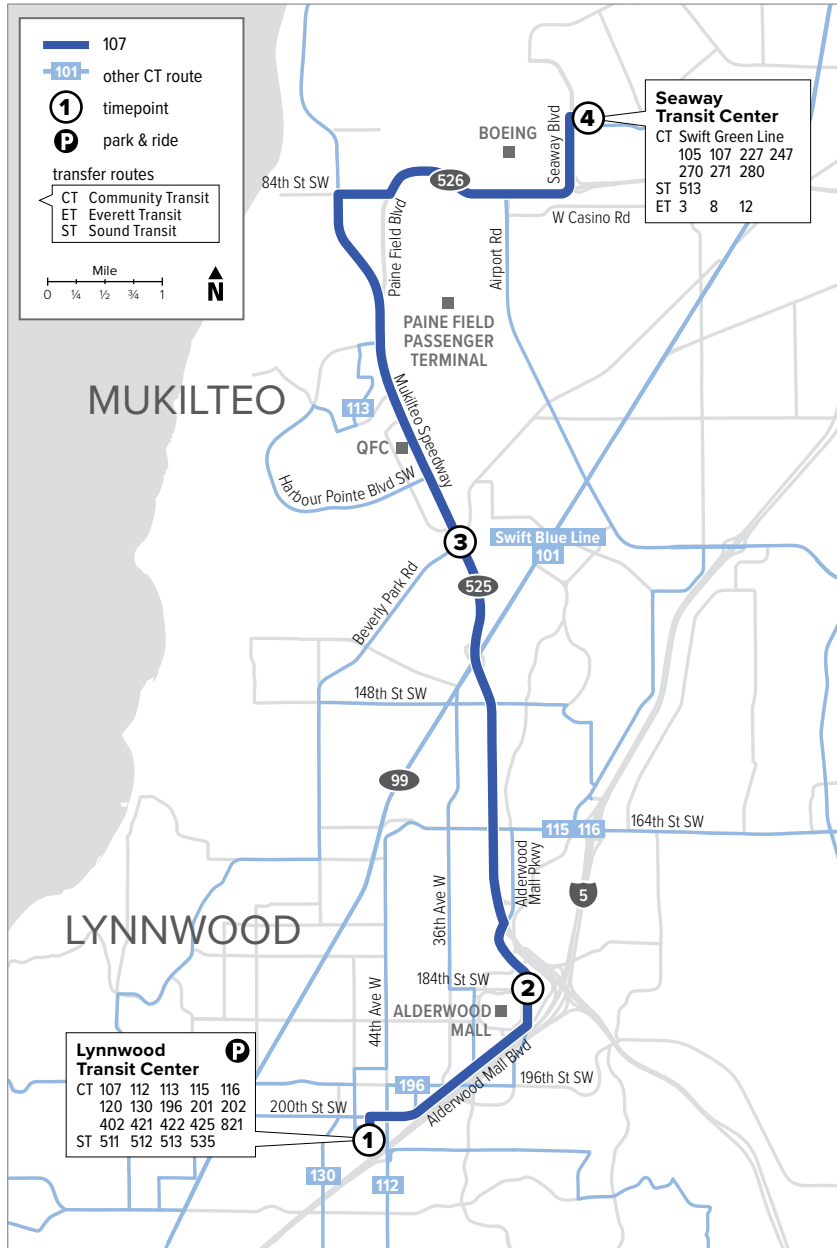 107
101 other CT route
1 timepoint
P park & ride
transfer routes
CT Community Transit
ET Everett Transit
ST Sound Transit
Mile
0 ¼ ½ ¾ 1
N
Seaway
Transit Center
CT Swift Green Line
105 107 227 247
270 271 280
ST 513
ET 3 8 12
4
Seaway Blvd
BOEING
84th St SW
526
W Casino Rd
Paine Field Blvd
Airport Rd
PAINE FIELD
PASSENGER
TERMINAL
MUKILTEO
113
Mukilteo Speedway
QFC
Harbour Pointe Blvd SW
3
Swift Blue Line
101
525
Beverly Park Rd
148th St SW
99
115 116
164th St SW
Alderwood
Mall Pkwy
5
36th Ave W
LYNNWOOD
184th St SW
2
ALDERWOOD
MALL
44th Ave W
Alderwood Mall Blvd
196th St SW
196
200th St SW
1
Lynnwood
Transit Center
P
CT 107 112 113 115 116
120 130 196 201 202
402 421 422 425 821
ST 511 512 513 535
130
112